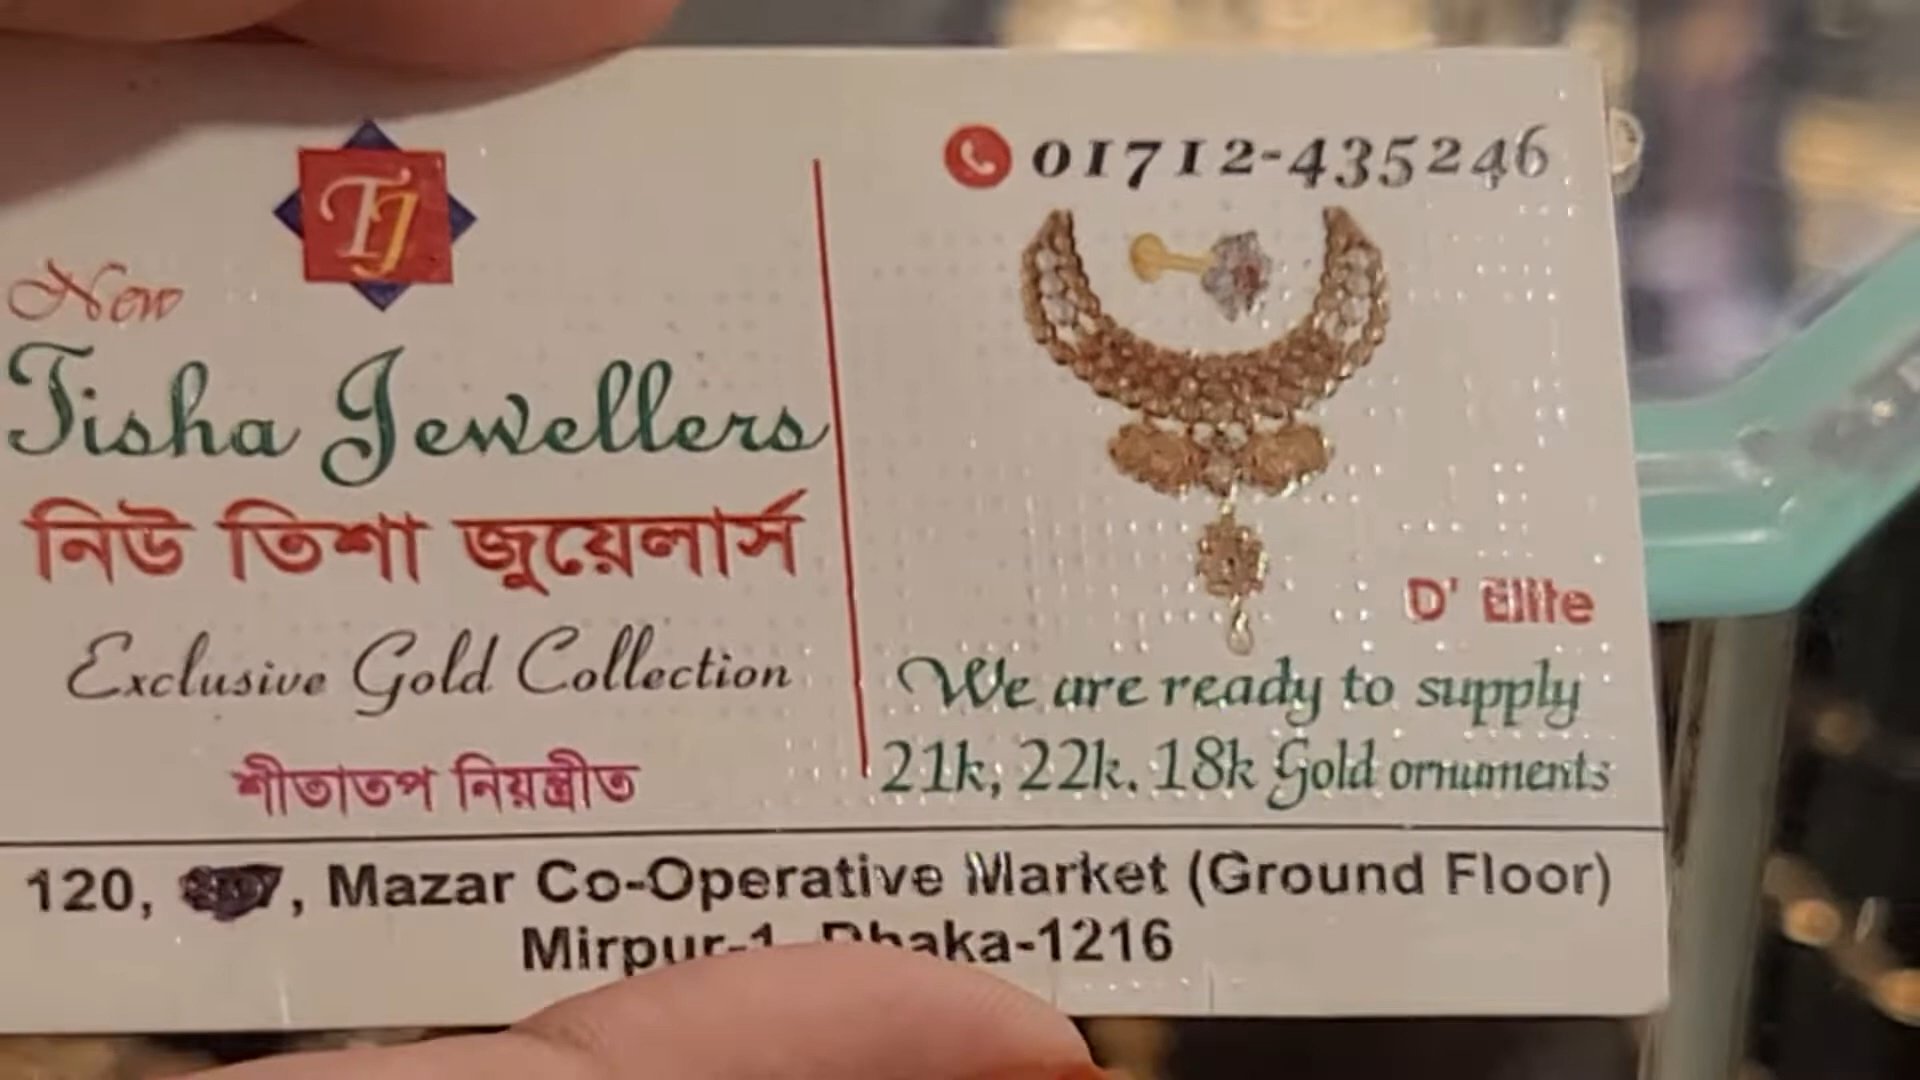 TJ
New
Tisha Jewellers
নিউ তিশা জুয়েলার্স
Exclusive Gold Collection
শীতাতপ নিয়ন্ত্রীত
01712-435246
D' Elite
We are ready to supply
21k, 22k. 18k Gold ornuments
120, , Mazar Co-Operative Market (Ground Floor)
Mirpur-1, Dhaka-1216